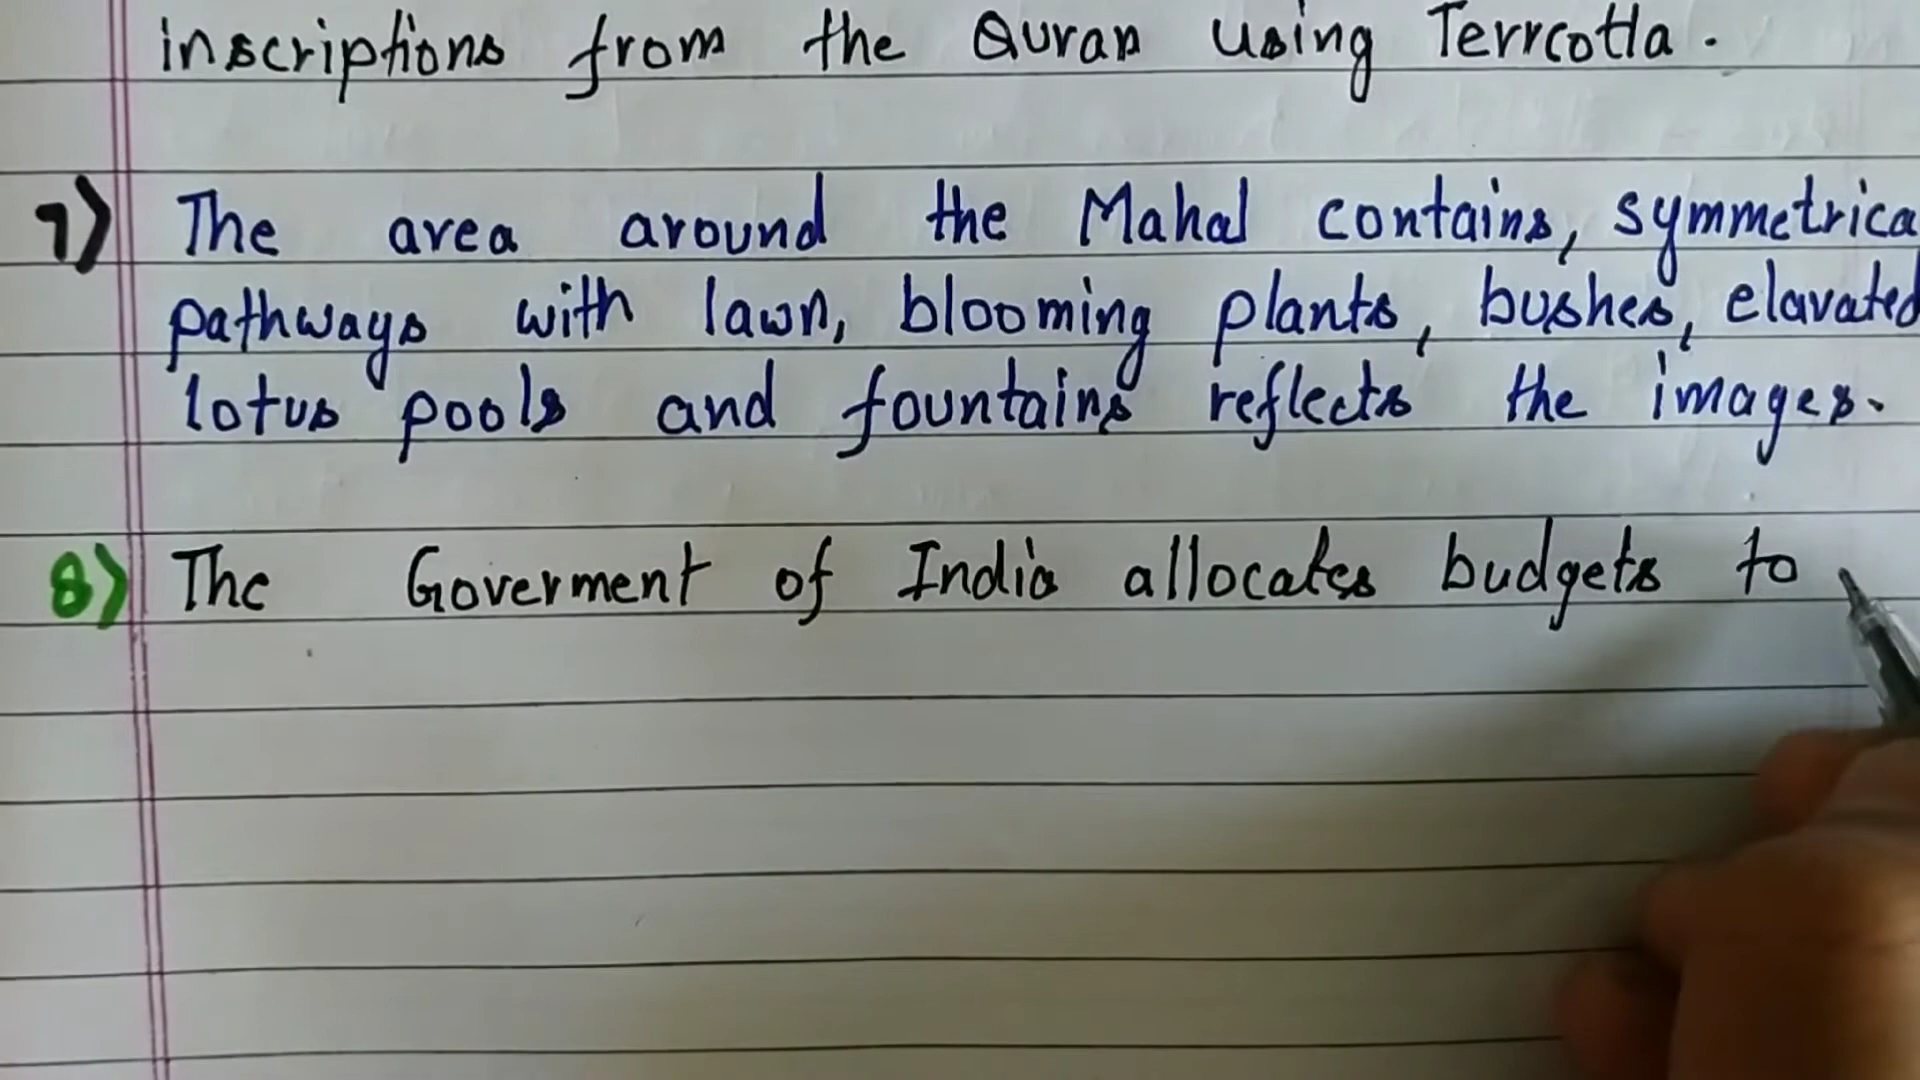 inscriptions from the Quran using Terrcotta.
7) The area around the Mahal contains, symmetrica
pathways with lawn, blooming plants, bushes, elavated
lotus pools and fountains reflects the images.
8) The Goverment of India allocates budgets to